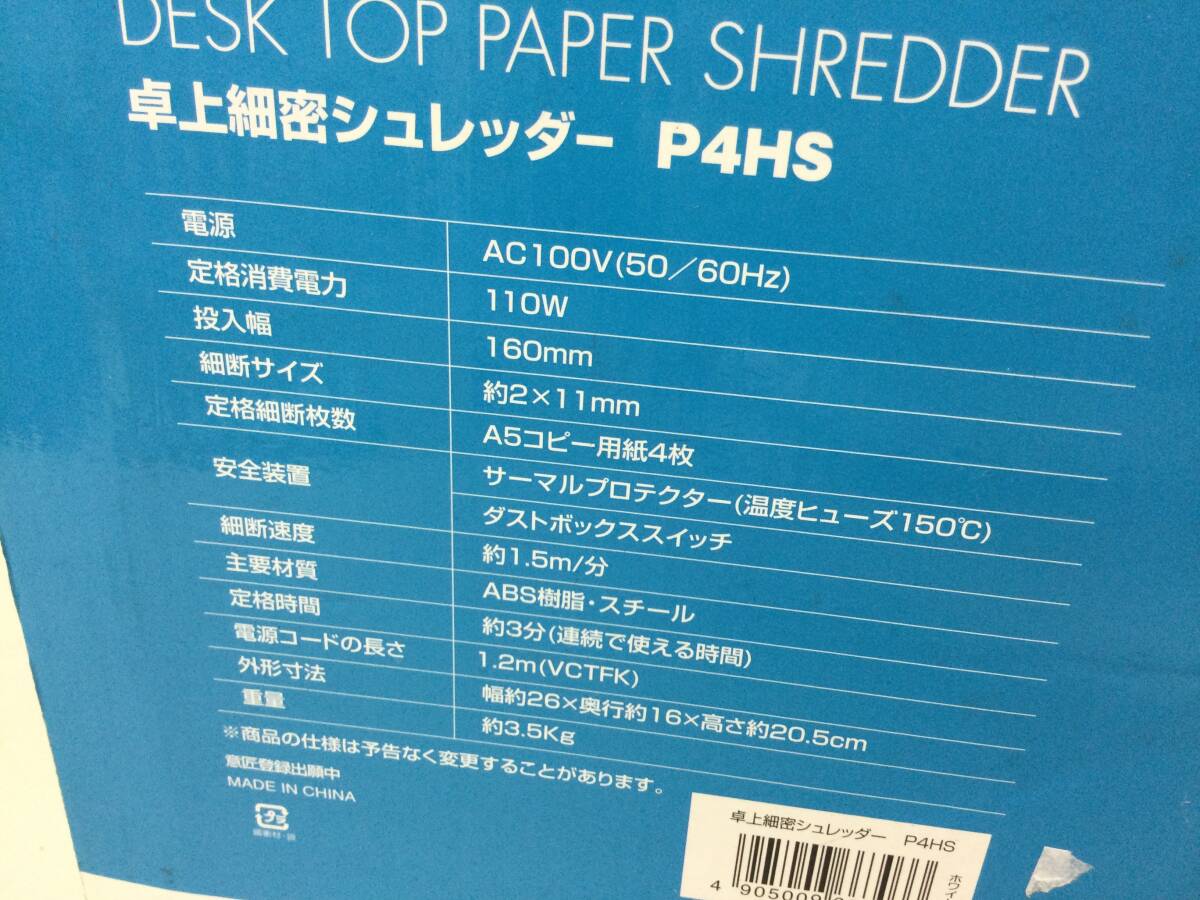 DESK TOP PAPER SHREDDER
卓上細密シュレッダー P4HS
電源 AC100V(50/60Hz)
定格消費電力 110W
投入幅 160mm
細断サイズ 約2×11mm
定格細断枚数 A5コピー用紙4枚
安全装置 サーマルプロテクター(温度ヒューズ150℃)
ダストボックススイッチ
細断速度 約1.5m/分
主要材質 ABS樹脂・スチール
定格時間 約3分(連続で使える時間)
電源コードの長さ 1.2m(VCTFK)
外形寸法 幅約26×奥行約16×高さ約20.5cm
重量 約3.5Kg
※商品の仕様は予告なく変更することがあります。
意匠登録出願中
MADE IN CHINA
プラ
卓上細密シュレッダー P4HS
ホワイ
4 905009